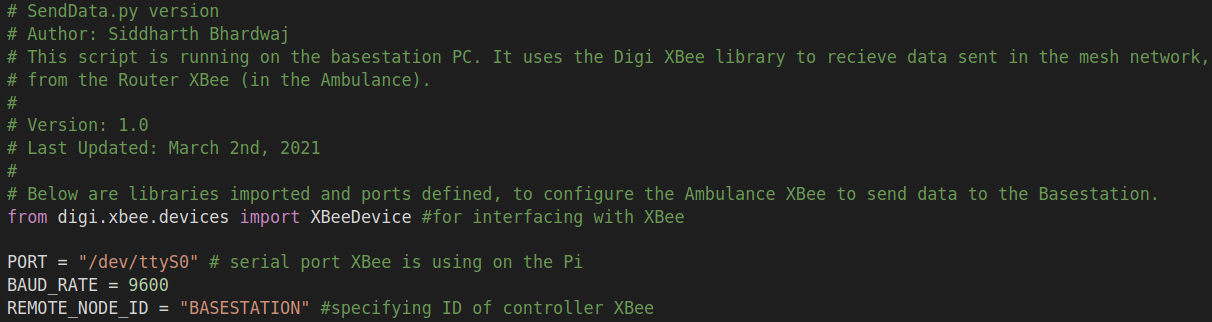 # SendData.py version
# Author: Siddharth Bhardwaj
# This script is running on the basestation PC. It uses the Digi XBee library to recieve data sent in the mesh network,
# from the Router XBee (in the Ambulance).
#
# Version: 1.0
# Last Updated: March 2nd, 2021
#
# Below are libraries imported and ports defined, to configure the Ambulance XBee to send data to the Basestation.
from digi.xbee.devices import XBeeDevice #for interfacing with XBee

PORT = "/dev/ttyS0" # serial port XBee is using on the Pi
BAUD_RATE = 9600
REMOTE_NODE_ID = "BASESTATION" #specifying ID of controller XBee